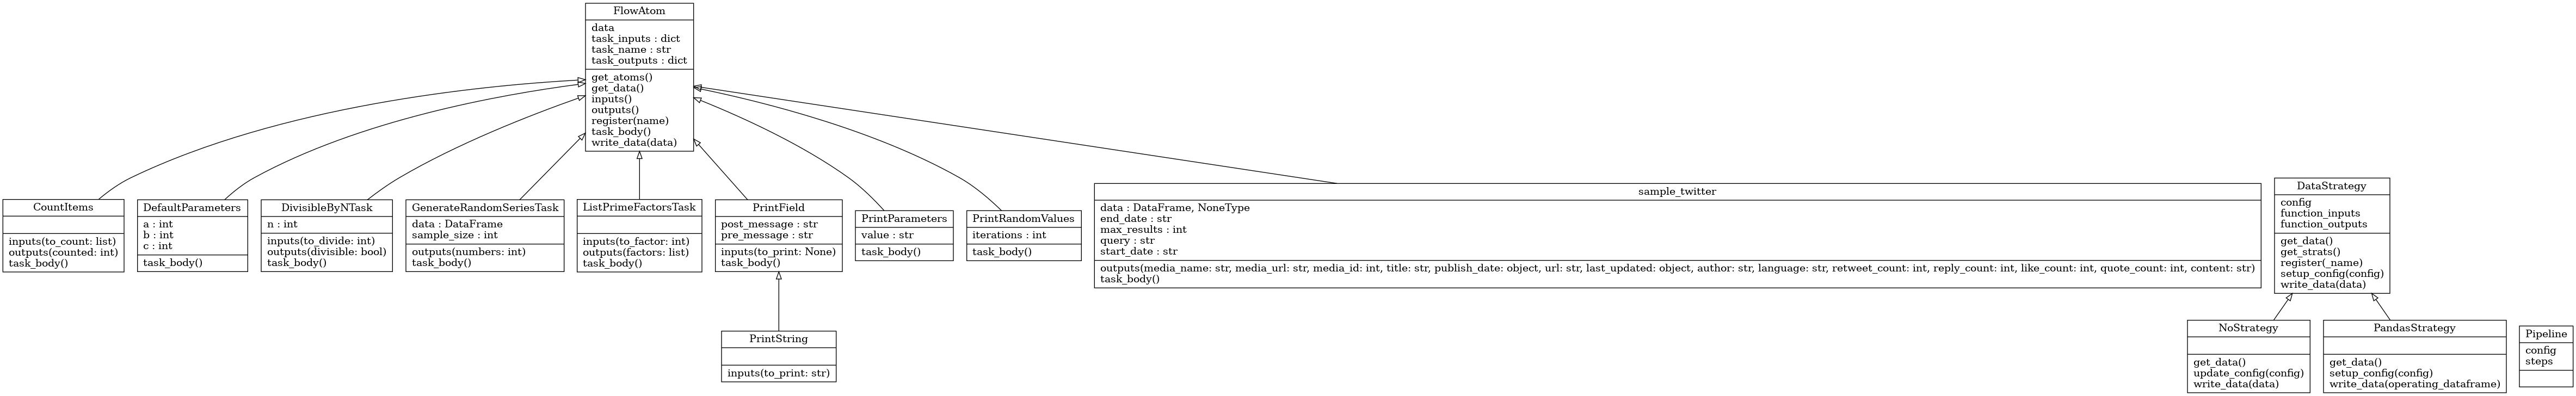 FlowAtom
data
task_inputs : dict
task_name : str
task_outputs : dict
get_atoms()
get_data()
inputs()
outputs()
register(name)
task_body()
write_data(data)
CountItems
inputs(to_count: list)
outputs(counted: int)
task_body()
DefaultParameters
a : int
b : int
c : int
task_body()
DivisibleByNTask
n : int
inputs(to_divide: int)
outputs(divisible: bool)
task_body()
GenerateRandomSeriesTask
data : DataFrame
sample_size : int
outputs(numbers: int)
task_body()
ListPrimeFactorsTask
inputs(to_factor: int)
outputs(factors: list)
task_body()
PrintField
post_message : str
pre_message : str
inputs(to_print: None)
task_body()
PrintParameters
value : str
task_body()
PrintRandomValues
iterations : int
task_body()
sample_twitter
data : DataFrame, NoneType
end_date : str
max_results : int
query : str
start_date : str
outputs(media_name: str, media_url: str, media_id: int, title: str, publish_date: object, url: str, last_updated: object, author: str, language: str, retweet_count: int, reply_count: int, like_count: int, quote_count: int, content: str)
task_body()
DataStrategy
config
function_inputs
function_outputs
get_data()
get_strats()
register(_name)
setup_config(config)
write_data(data)
PrintString
inputs(to_print: str)
NoStrategy
get_data()
update_config(config)
write_data(data)
PandasStrategy
get_data()
setup_config(config)
write_data(operating_dataframe)
Pipeline
config
steps